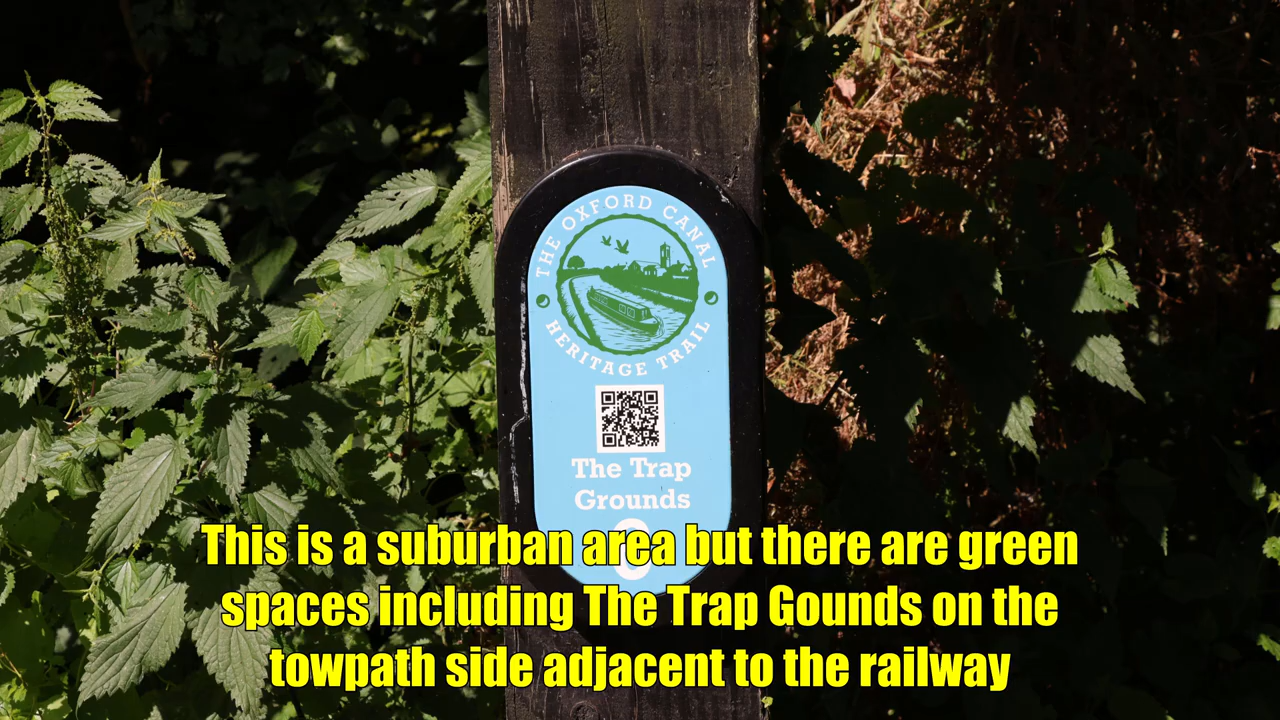 THE OXFORD CANAL
HERITAGE TRAIL
The Trap
Grounds
This is a suburban area but there are green
spaces including The Trap Gounds on the
towpath side adjacent to the railway